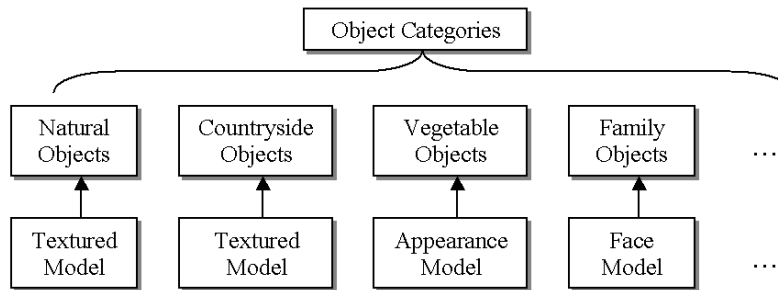 Object Categories
Natural
Objects
Countryside
Objects
Vegetable
Objects
Family
Objects
...
Textured
Model
Textured
Model
Appearance
Model
Face
Model
...